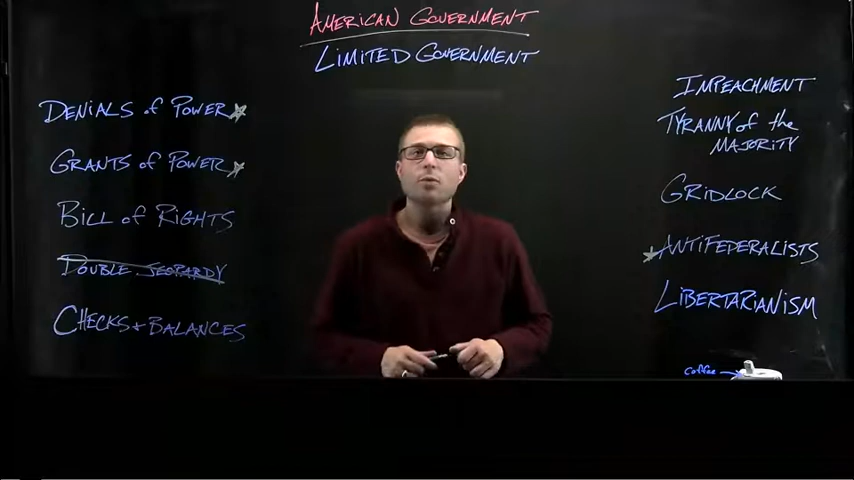 AMERICAN GOVERNMENT
LIMITED GOVERNMENT
DENIALS of POWER
GRANTS of POWER
BILL of RIGHTS
DOUBLE JEOPARDY
CHECKS + BALANCES
IMPEACHMENT
TYRANNY of the
MAJORITY
GRIDLOCK
ANTIFEDERALISTS
LIBERTARIANISM
coffee